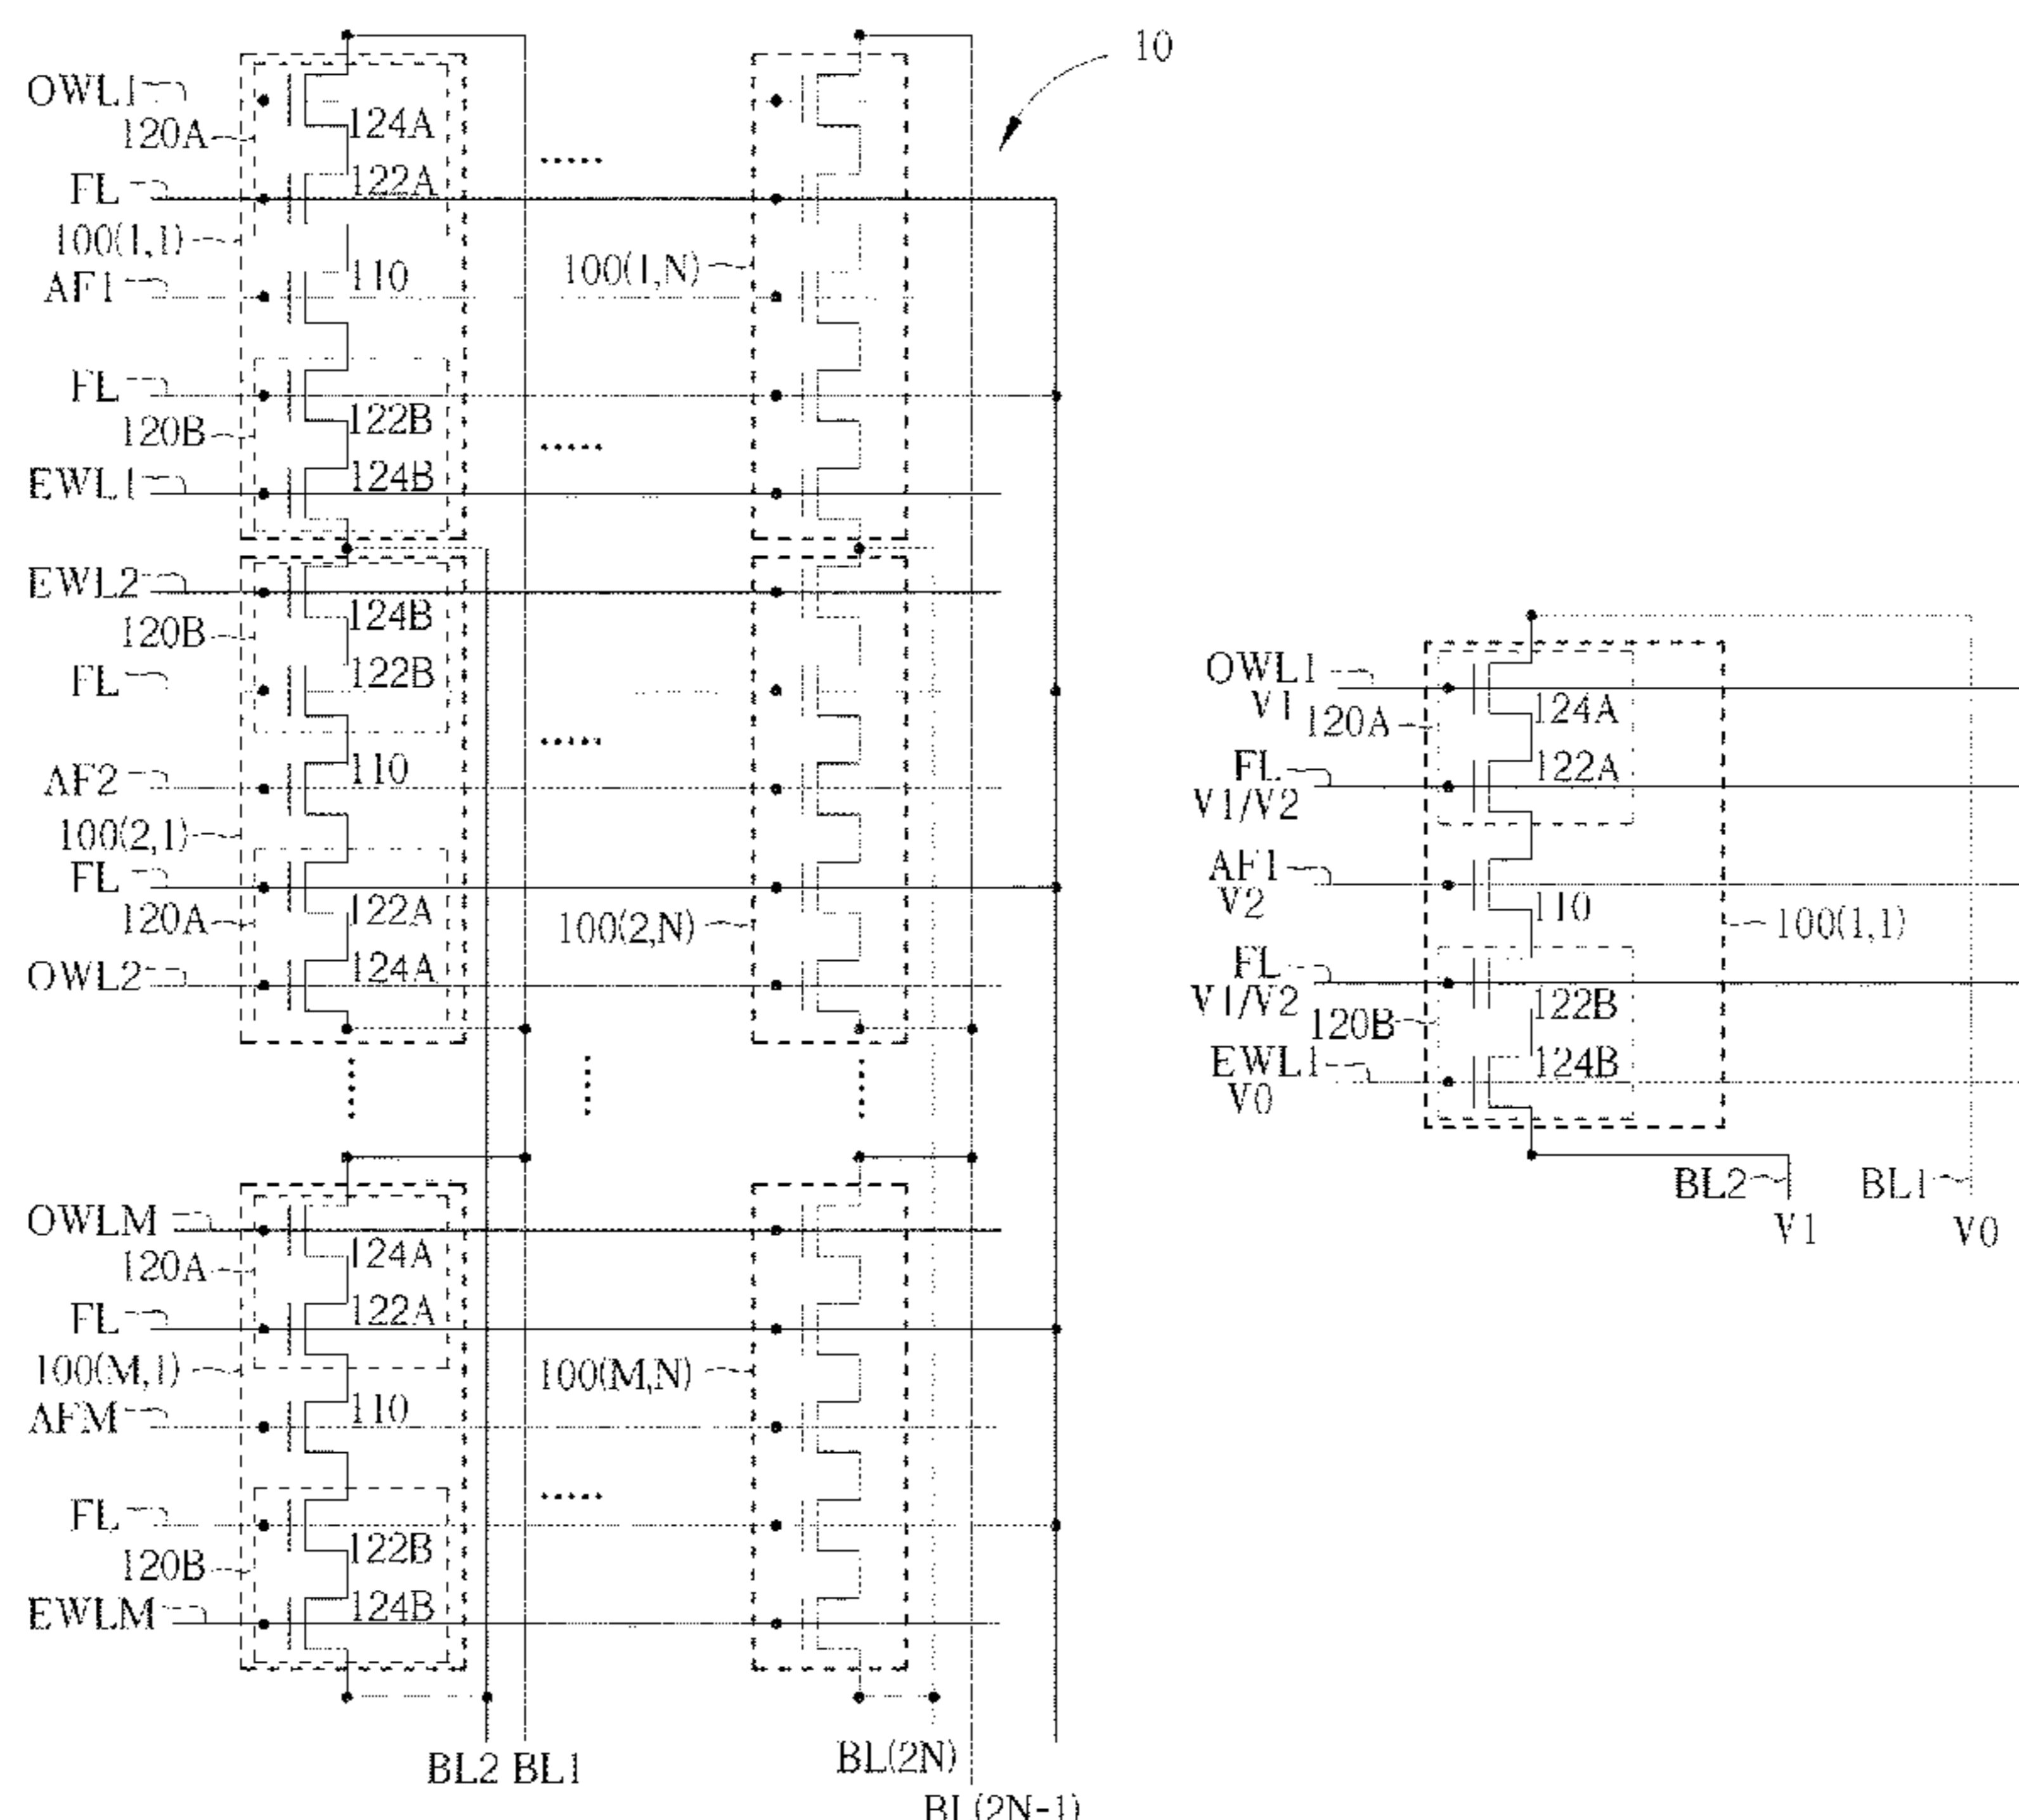 10
OWL1
120A
124A
FL
122A
100(1,1)
100(1,N)
AF1
110
FL
122B
120B
EWL1
124B
EWL2
124B
120B
FL
122B
AF2
110
100(2,1)
FL
122A
120A
100(2,N)
OWL2
124A
OWLM
124A
120A
FL
122A
100(M,1)
100(M,N)
AFM
110
FL
122B
120B
EWLM
124B
BL2 BL1
BL(2N)
BL(2N-1)
OWL1
V1
120A
124A
FL
V1/V2
122A
AF1
V2
110
100(1,1)
FL
V1/V2
122B
120B
EWL1
V0
124B
BL2
V1
BL1
V0